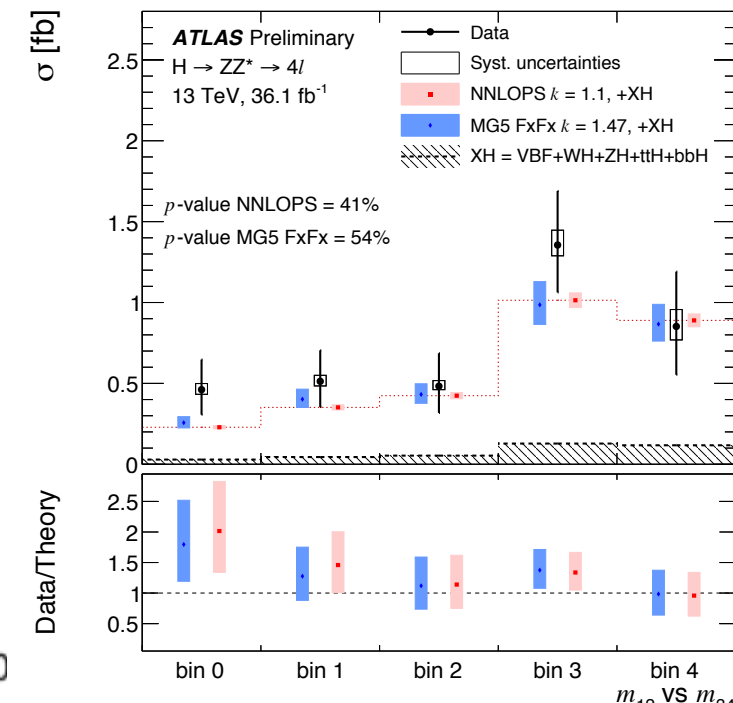 σ [fb]
ATLAS Preliminary
H → ZZ* → 4l
13 TeV, 36.1 fb⁻¹
Data
Syst. uncertainties
NNLOPS k = 1.1, +XH
MG5 FxFx k = 1.47, +XH
XH = VBF+WH+ZH+ttH+bbH
p-value NNLOPS = 41%
p-value MG5 FxFx = 54%
2.5
2
1.5
1
0.5
0
Data/Theory
2.5
2
1.5
1
0.5
bin 0 bin 1 bin 2 bin 3 bin 4
m₁₂ vs m₃₄